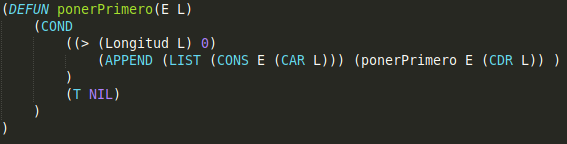 (DEFUN ponerPrimero(E L)
    (COND
        ((> (Longitud L) 0)
            (APPEND (LIST (CONS E (CAR L))) (ponerPrimero E (CDR L)) )
        )
        (T NIL)
    )
)